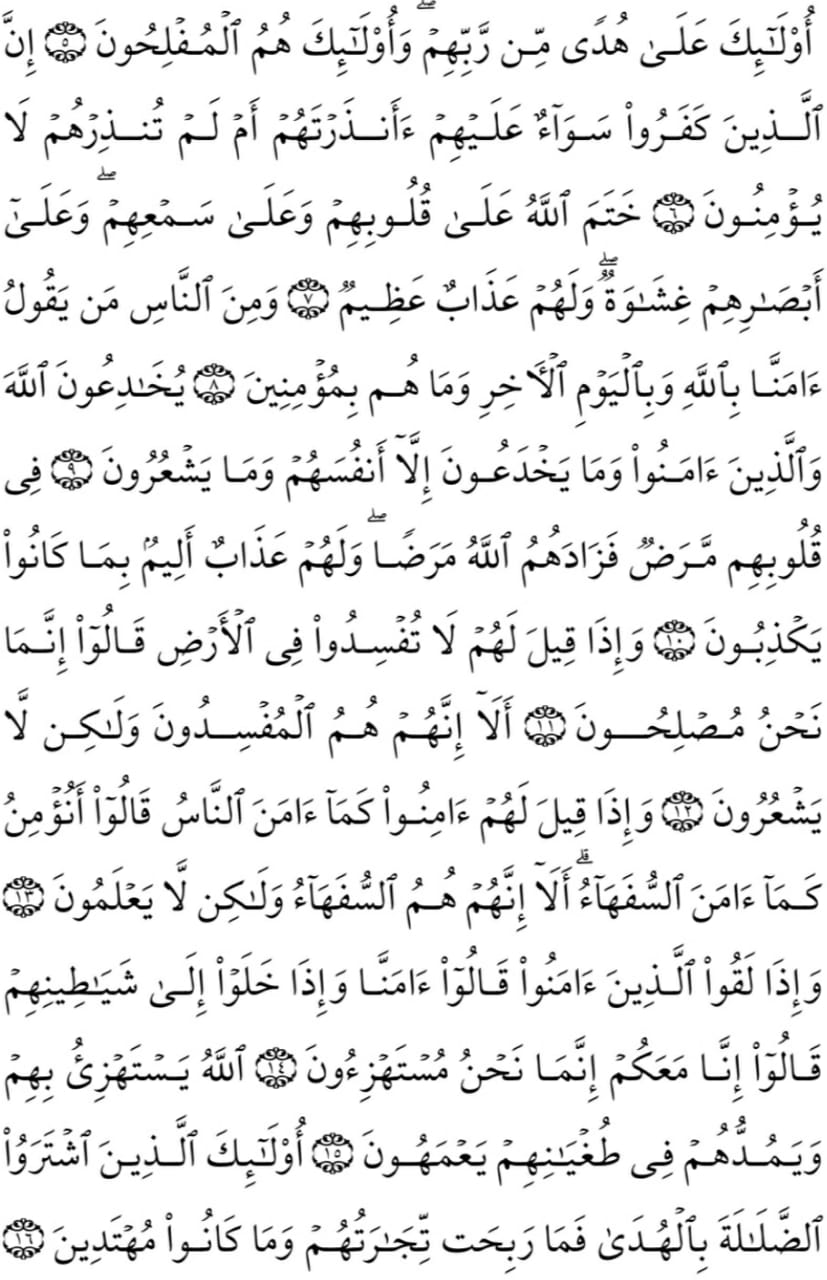 أُوْلَٰٓئِكَ عَلَىٰ هُدٗى مِّن رَّبِّهِمۡۖ وَأُوْلَٰٓئِكَ هُمُ ٱلۡمُفۡلِحُونَ ٥ إِنَّ
ٱلَّذِينَ كَفَرُواْ سَوَآءٌ عَلَيۡهِمۡ ءَأَنذَرۡتَهُمۡ أَمۡ لَمۡ تُنذِرۡهُمۡ لَا
يُؤۡمِنُونَ ٦ خَتَمَ ٱللَّهُ عَلَىٰ قُلُوبِهِمۡ وَعَلَىٰ سَمۡعِهِمۡۖ وَعَلَىٰٓ
أَبۡصَٰرِهِمۡ غِشَٰوَةٞۖ وَلَهُمۡ عَذَابٌ عَظِيمٞ ٧ وَمِنَ ٱلنَّاسِ مَن يَقُولُ
ءَامَنَّا بِٱللَّهِ وَبِٱلۡيَوۡمِ ٱلۡأٓخِرِ وَمَا هُم بِمُؤۡمِنِينَ ٨ يُخَٰدِعُونَ ٱللَّهَ
وَٱلَّذِينَ ءَامَنُواْ وَمَا يَخۡدَعُونَ إِلَّآ أَنفُسَهُمۡ وَمَا يَشۡعُرُونَ ٩ فِي
قُلُوبِهِم مَّرَضٞ فَزَادَهُمُ ٱللَّهُ مَرَضٗاۖ وَلَهُمۡ عَذَابٌ أَلِيمُۢ بِمَا كَانُواْ
يَكۡذِبُونَ ١٠ وَإِذَا قِيلَ لَهُمۡ لَا تُفۡسِدُواْ فِي ٱلۡأَرۡضِ قَالُوٓاْ إِنَّمَا
نَحۡنُ مُصۡلِحُونَ ١١ أَلَآ إِنَّهُمۡ هُمُ ٱلۡمُفۡسِدُونَ وَلَٰكِن لَّا
يَشۡعُرُونَ ١٢ وَإِذَا قِيلَ لَهُمۡ ءَامِنُواْ كَمَآ ءَامَنَ ٱلنَّاسُ قَالُوٓاْ أَنُؤۡمِنُ
كَمَآ ءَامَنَ ٱلسُّفَهَآءُۗ أَلَآ إِنَّهُمۡ هُمُ ٱلسُّفَهَآءُ وَلَٰكِن لَّا يَعۡلَمُونَ ١٣
وَإِذَا لَقُواْ ٱلَّذِينَ ءَامَنُواْ قَالُوٓاْ ءَامَنَّا وَإِذَا خَلَوۡاْ إِلَىٰ شَيَٰطِينِهِمۡ
قَالُوٓاْ إِنَّا مَعَكُمۡ إِنَّمَا نَحۡنُ مُسۡتَهۡزِءُونَ ١٤ ٱللَّهُ يَسۡتَهۡزِئُ بِهِمۡ
وَيَمُدُّهُمۡ فِي طُغۡيَٰنِهِمۡ يَعۡمَهُونَ ١٥ أُوْلَٰٓئِكَ ٱلَّذِينَ ٱشۡتَرَوُاْ
ٱلضَّلَٰلَةَ بِٱلۡهُدَىٰ فَمَا رَبِحَت تِّجَٰرَتُهُمۡ وَمَا كَانُواْ مُهۡتَدِينَ ١٦